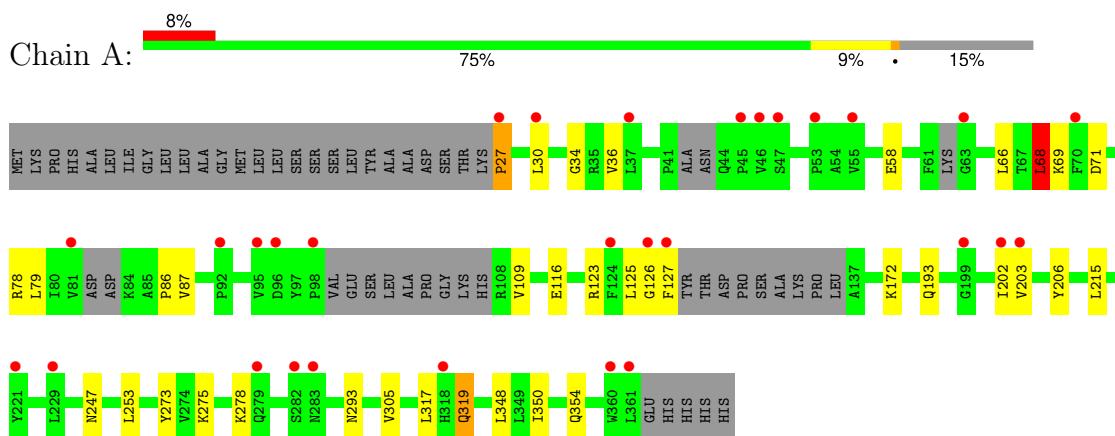 8%
Chain A:
75% 9% • 15%
MET LYS PRO HIS ALA LEU ILE GLY LEU LEU ALA GLY MET LEU LEU SER SER SER LEU TYR ALA ALA ASP SER THR LYS P27 L30 G34 R35 V36 L37 P41 ALA ASN Q44 P45 V46 S47 P53 A54 V55 E58 F61 LYS G63 L66 T67 L68 K69 F70 D71
R78 L79 I80 V81 ASP ASP K84 A85 P86 V87 P92 V95 D96 Y97 P98 VAL GLU SER LEU ALA PRO GLY LYS HIS R108 V109 E116 R123 F124 L125 G126 F127 TYR THR ASP PRO SER ALA LYS PRO LEU A137 K172 Q193 G199 I202 V203 Y206 L215
Y221 L229 N247 L253 Y273 V274 K275 K278 Q279 S282 N283 N293 V305 L317 H318 Q319 L348 L349 I350 Q354 W360 L361 GLU HIS HIS HIS HIS